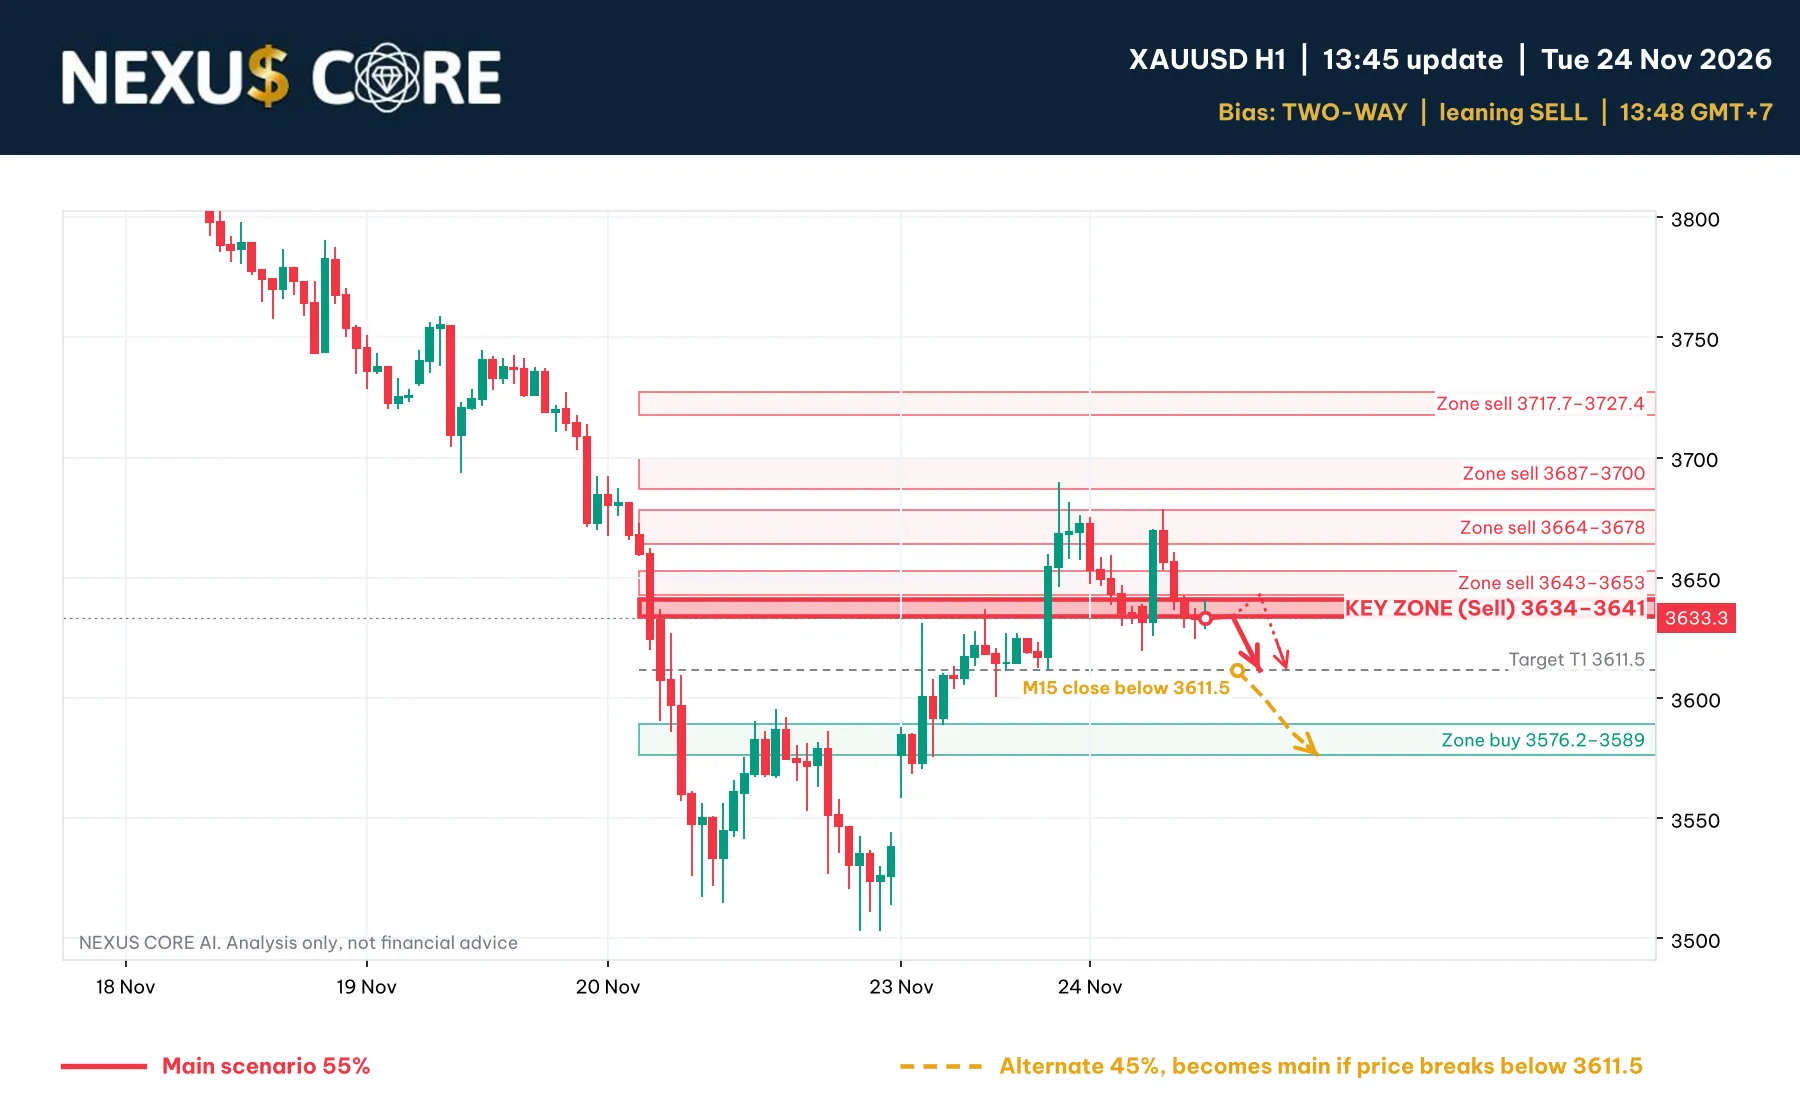 NEXU$ CORE
XAUUSD H1 | 13:45 update | Tue 24 Nov 2026
Bias: TWO-WAY | leaning SELL | 13:48 GMT+7
3800
3750
Zone sell 3717.7–3727.4
3700
Zone sell 3687–3700
Zone sell 3664–3678
3650
Zone sell 3643–3653
KEY ZONE (Sell) 3634–3641
3633.3
Target T1 3611.5
M15 close below 3611.5
3600
Zone buy 3576.2–3589
3550
3500
NEXUS CORE AI. Analysis only, not financial advice
18 Nov
19 Nov
20 Nov
23 Nov
24 Nov
Main scenario 55%
Alternate 45%, becomes main if price breaks below 3611.5